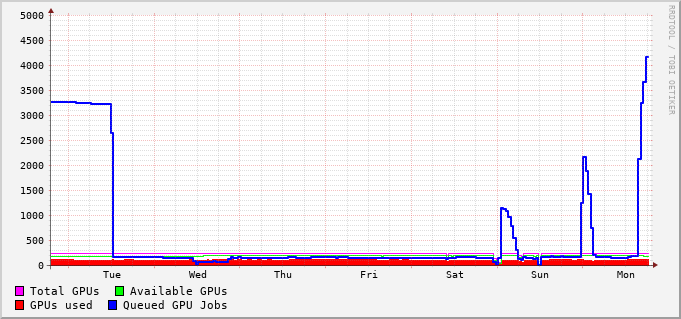 5000
4500
4000
3500
3000
2500
2000
1500
1000
500
0
Tue Wed Thu Fri Sat Sun Mon
Total GPUs Available GPUs
GPUs used Queued GPU Jobs
RRDTOOL / TOBI OETIKER